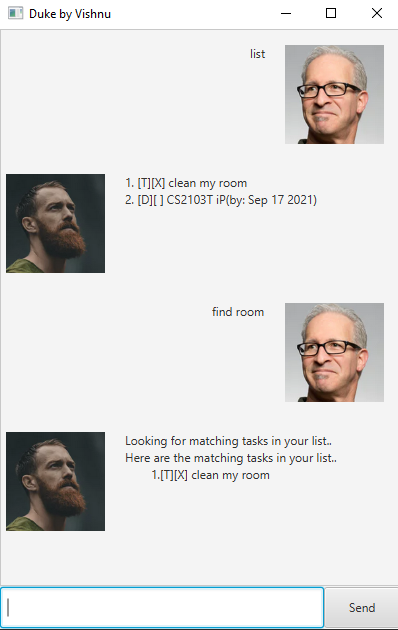 Duke by Vishnu
list
1. [T][X] clean my room
2. [D][ ] CS2103T iP(by: Sep 17 2021)
find room
Looking for matching tasks in your list..
Here are the matching tasks in your list..
1.[T][X] clean my room
Send